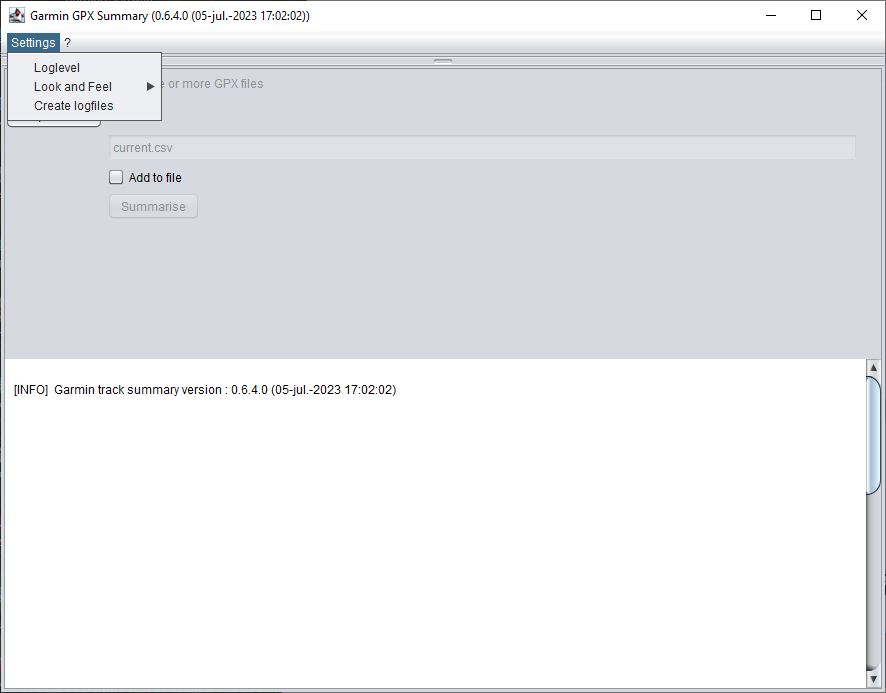 Garmin GPX Summary (0.6.4.0 (05-jul.-2023 17:02:02))
Settings ?
Loglevel
Look and Feel
Create logfiles
or more GPX files
current.csv
Add to file
Summarise
[INFO] Garmin track summary version : 0.6.4.0 (05-jul.-2023 17:02:02)